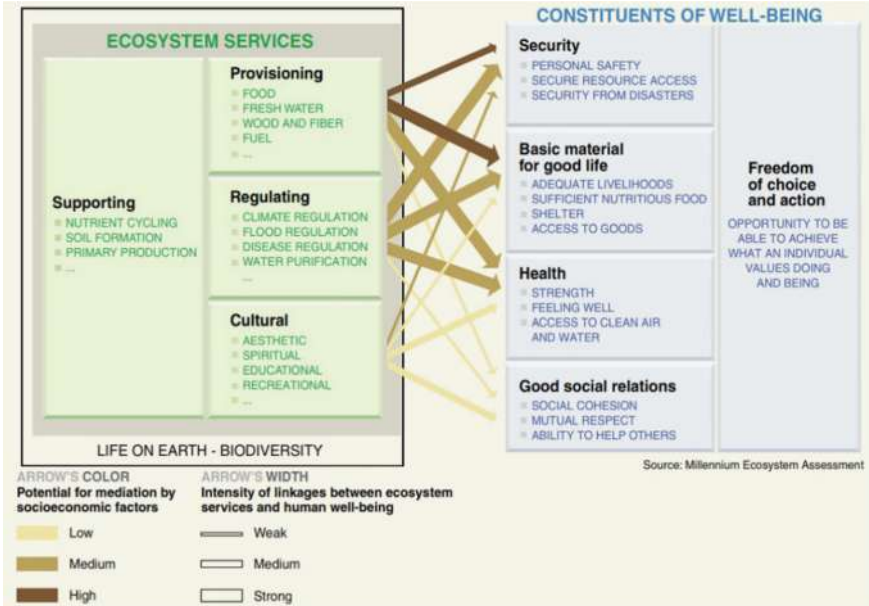 CONSTITUENTS OF WELL-BEING
ECOSYSTEM SERVICES
Supporting
NUTRIENT CYCLING
SOIL FORMATION
PRIMARY PRODUCTION
...
Provisioning
FOOD
FRESH WATER
WOOD AND FIBER
FUEL
...
Regulating
CLIMATE REGULATION
FLOOD REGULATION
DISEASE REGULATION
WATER PURIFICATION
...
Cultural
AESTHETIC
SPIRITUAL
EDUCATIONAL
RECREATIONAL
...
LIFE ON EARTH - BIODIVERSITY
Security
PERSONAL SAFETY
SECURE RESOURCE ACCESS
SECURITY FROM DISASTERS
Basic material
for good life
ADEQUATE LIVELIHOODS
SUFFICIENT NUTRITIOUS FOOD
SHELTER
ACCESS TO GOODS
Health
STRENGTH
FEELING WELL
ACCESS TO CLEAN AIR
AND WATER
Good social relations
SOCIAL COHESION
MUTUAL RESPECT
ABILITY TO HELP OTHERS
Freedom
of choice
and action
OPPORTUNITY TO BE
ABLE TO ACHIEVE
WHAT AN INDIVIDUAL
VALUES DOING
AND BEING
Source: Millennium Ecosystem Assessment
ARROW'S COLOR
Potential for mediation by
socioeconomic factors
Low
Medium
High
ARROW'S WIDTH
Intensity of linkages between ecosystem
services and human well-being
Weak
Medium
Strong